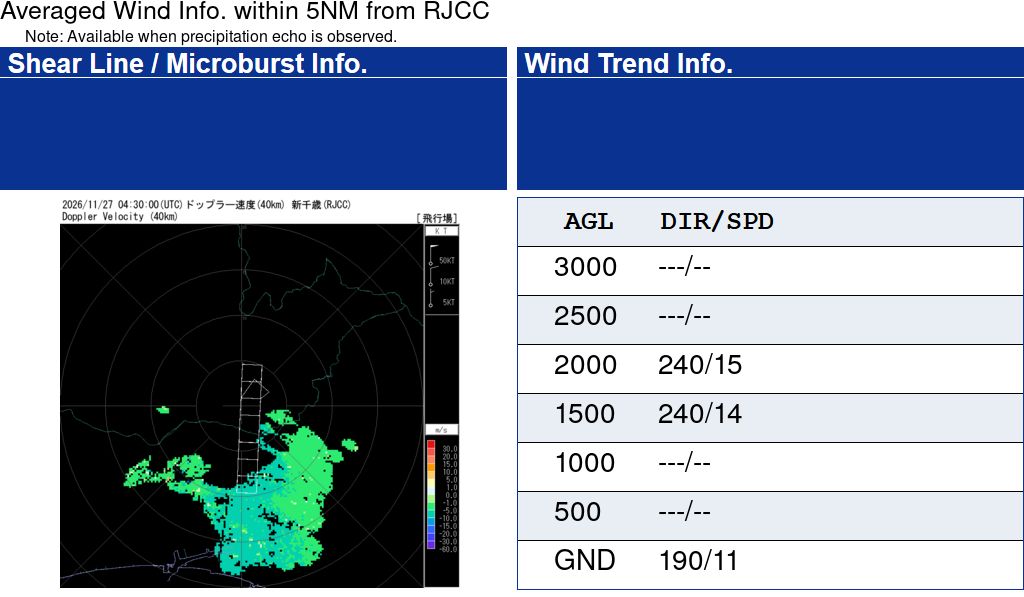 Averaged Wind Info. within 5NM from RJCC
Note: Available when precipitation echo is observed.
Shear Line / Microburst Info.
Wind Trend Info.
2026/11/27 04:30:00(UTC) ドップラー速度(40km) 新千歳(RJCC)
Doppler Velocity (40km)
[飛行場]
K T
50KT
10KT
5KT
m/s
30.0
20.0
15.0
10.0
5.0
1.0
0.0
-1.0
-5.0
-10.0
-15.0
-20.0
-30.0
-60.0
AGL DIR/SPD
3000 ---/--
2500 ---/--
2000 240/15
1500 240/14
1000 ---/--
500 ---/--
GND 190/11